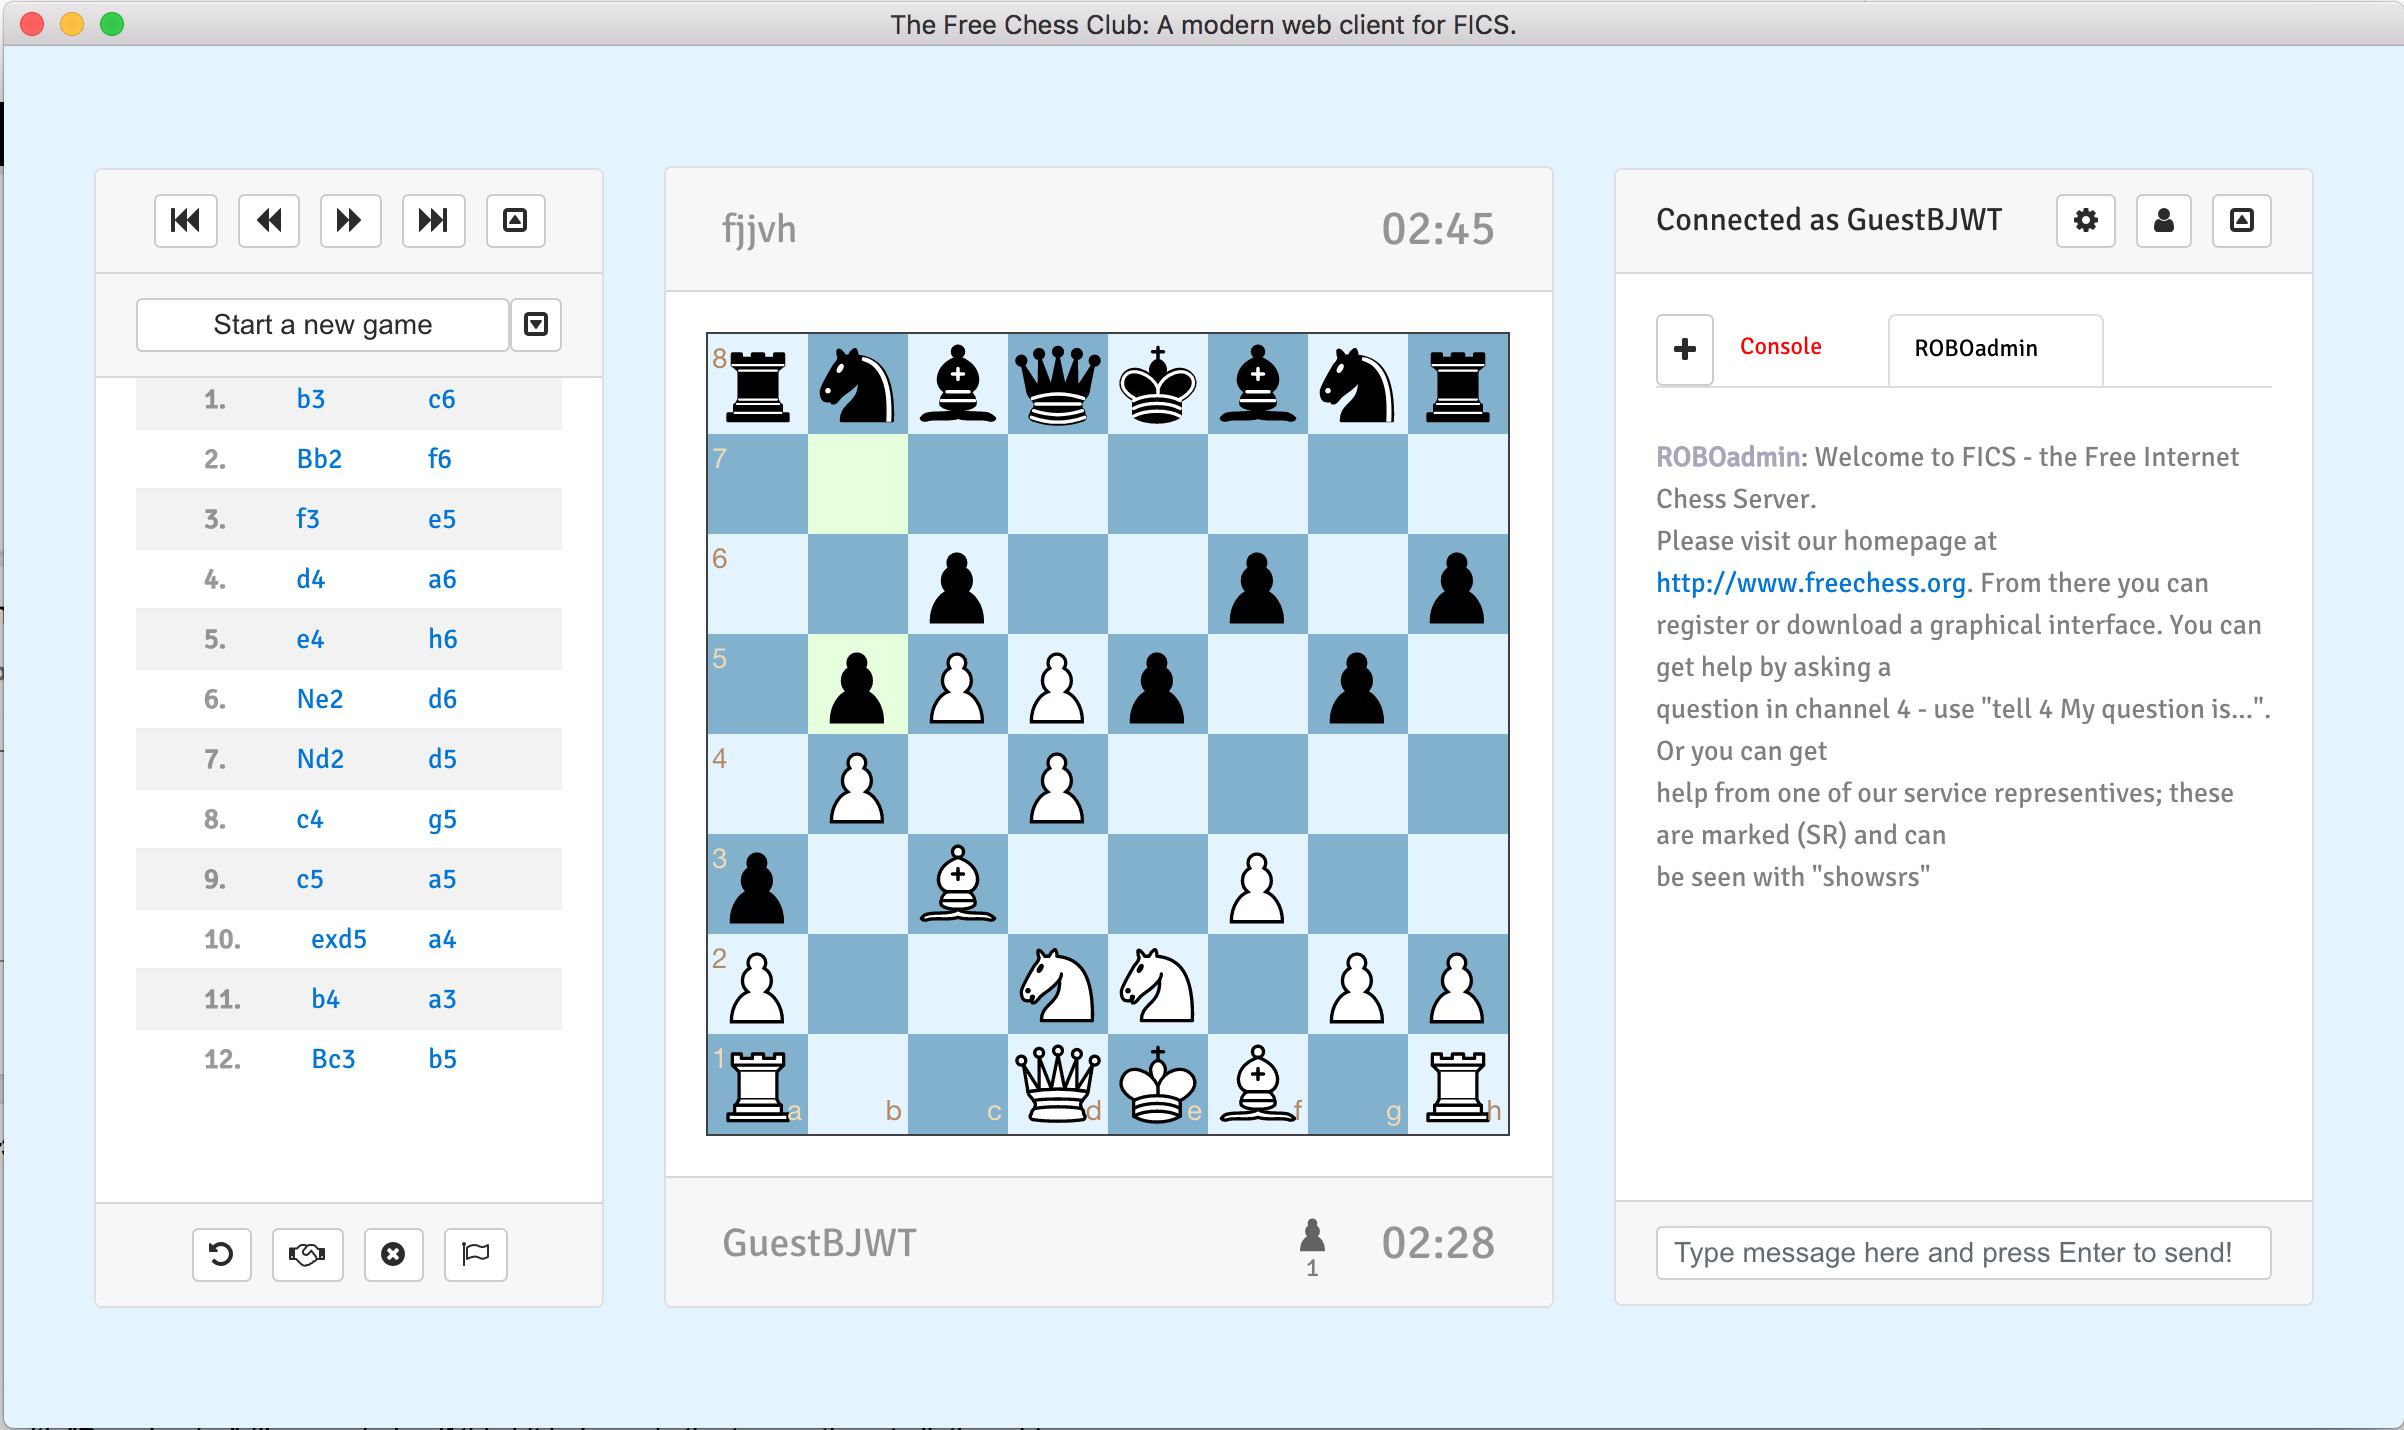 The Free Chess Club: A modern web client for FICS.
Start a new game
1. b3 c6
2. Bb2 f6
3. f3 e5
4. d4 a6
5. e4 h6
6. Ne2 d6
7. Nd2 d5
8. c4 g5
9. c5 a5
10. exd5 a4
11. b4 a3
12. Bc3 b5
fjjvh 02:45
8
7
6
5
4
3
2
1
a b c d e f g h
GuestBJWT 1 02:28
Connected as GuestBJWT
Console ROBOadmin
ROBOadmin: Welcome to FICS - the Free Internet
Chess Server.
Please visit our homepage at
http://www.freechess.org. From there you can
register or download a graphical interface. You can
get help by asking a
question in channel 4 - use "tell 4 My question is...".
Or you can get
help from one of our service representives; these
are marked (SR) and can
be seen with "showsrs"
Type message here and press Enter to send!